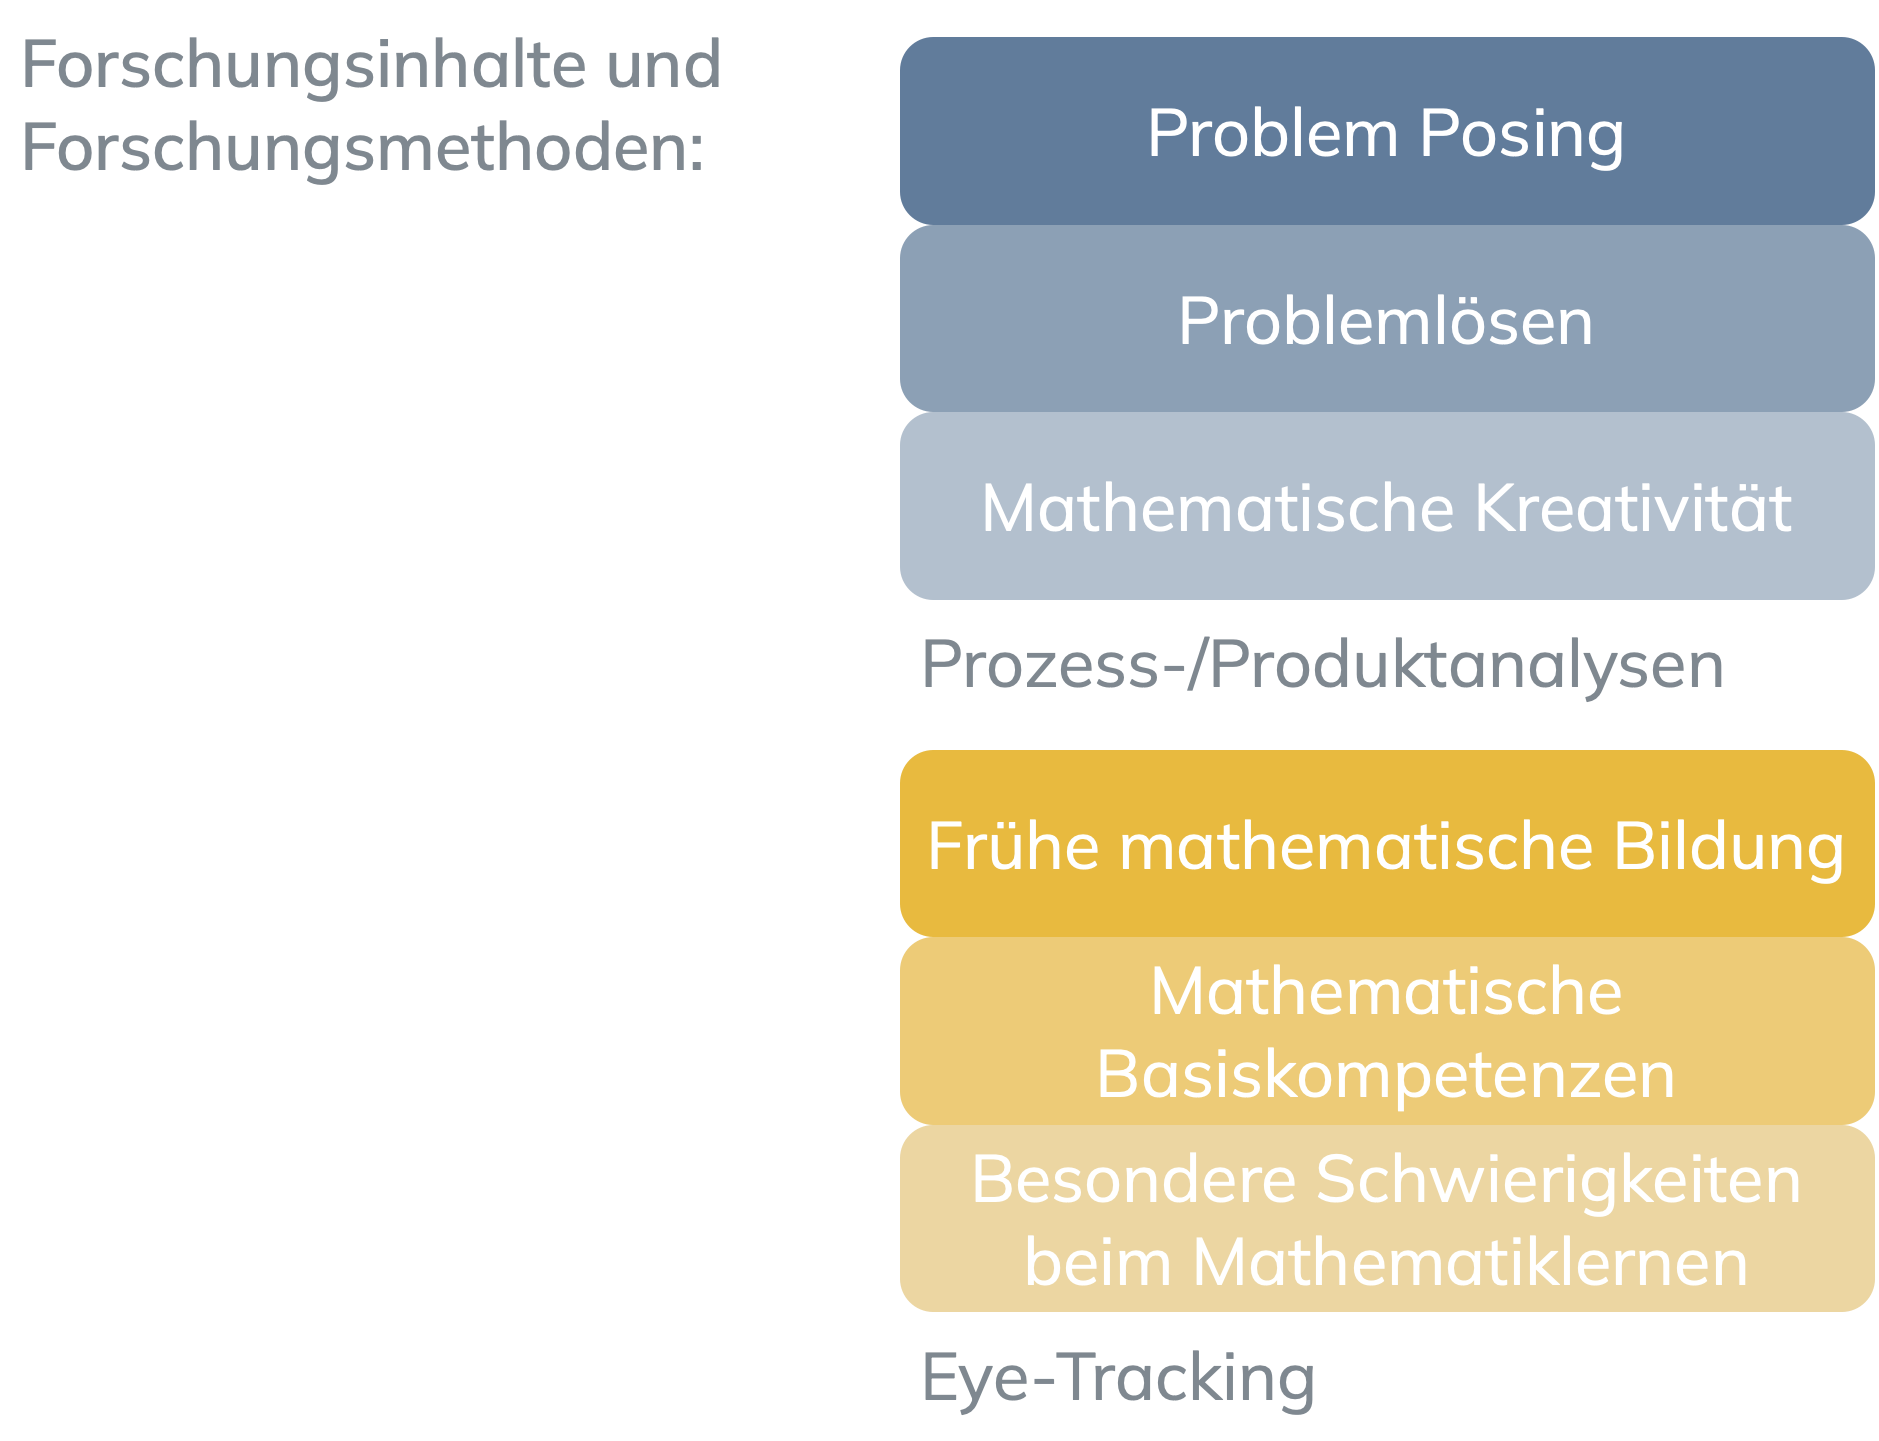 Forschungsinhalte und
Forschungsmethoden:
Problem Posing
Problemlösen
Mathematische Kreativität
Prozess-/Produktanalysen
Frühe mathematische Bildung
Mathematische
Basiskompetenzen
Besondere Schwierigkeiten
beim Mathematiklernen
Eye-Tracking